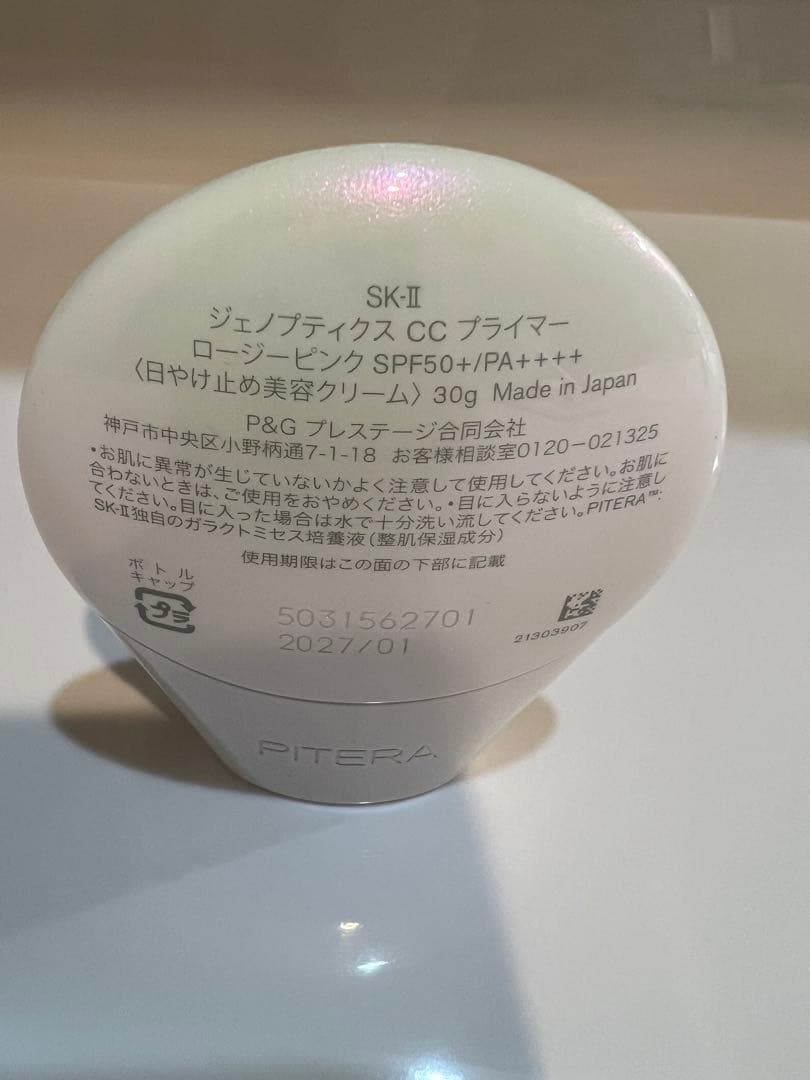 SK-II
ジェノプティクス CC プライマー
ロージーピンク SPF50+/PA++++
〈日やけ止め美容クリーム〉 30g Made in Japan
P&G プレステージ合同会社
神戸市中央区小野柄通7-1-18 お客様相談室0120-021325
・お肌に異常が生じていないかよく注意して使用してください。お肌に
合わないときは、ご使用をおやめください。・目に入らないように注意し
てください。目に入った場合は水で十分洗い流してください。PITERA™:
SK-II独自のガラクトミセス培養液(整肌保湿成分)
使用期限はこの面の下部に記載
ボトル
キャップ
プラ
5031562701
2027/01
21303907
PITERA